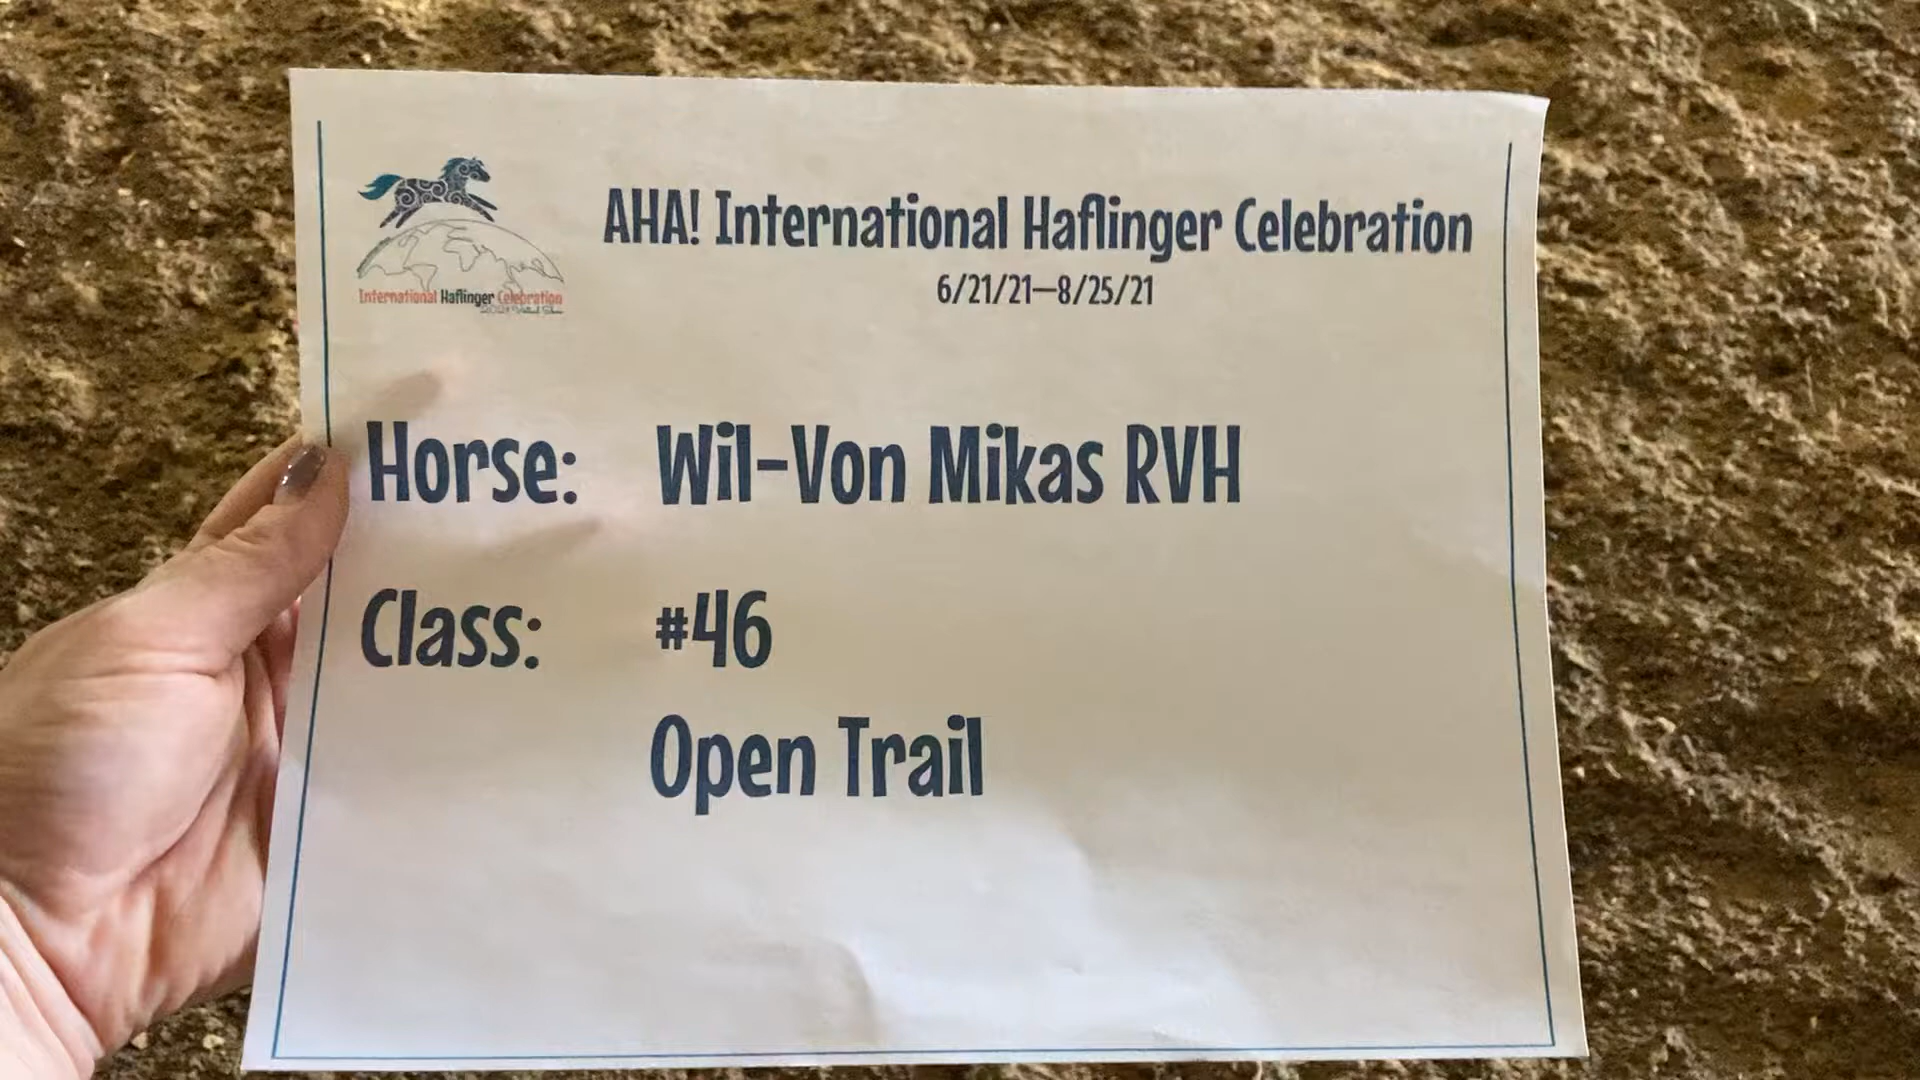 AHA! International Haflinger Celebration
6/21/21—8/25/21
International Haflinger Celebration
Horse: Wil-Von Mikas RVH
Class: #46
Open Trail